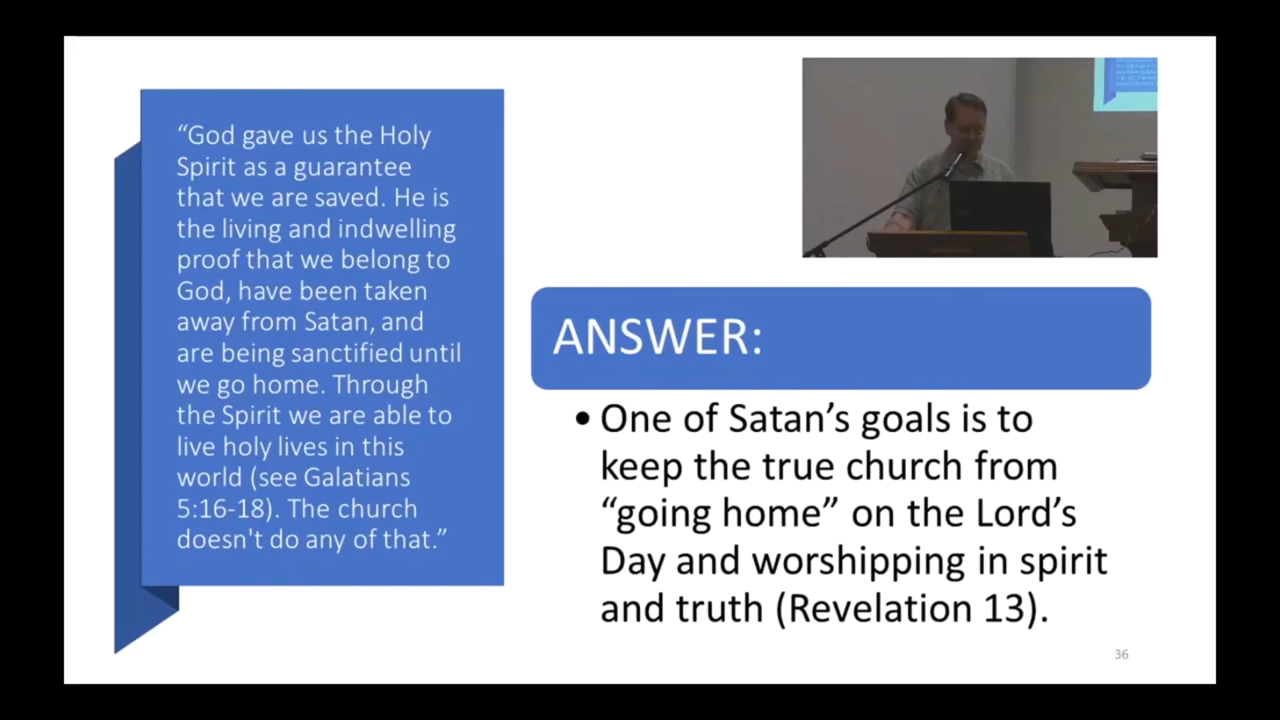 “God gave us the Holy
Spirit as a guarantee
that we are saved. He is
the living and indwelling
proof that we belong to
God, have been taken
away from Satan, and
are being sanctified until
we go home. Through
the Spirit we are able to
live holy lives in this
world (see Galatians
5:16-18). The church
doesn't do any of that.”
ANSWER:
• One of Satan’s goals is to
keep the true church from
“going home” on the Lord’s
Day and worshipping in spirit
and truth (Revelation 13).
36